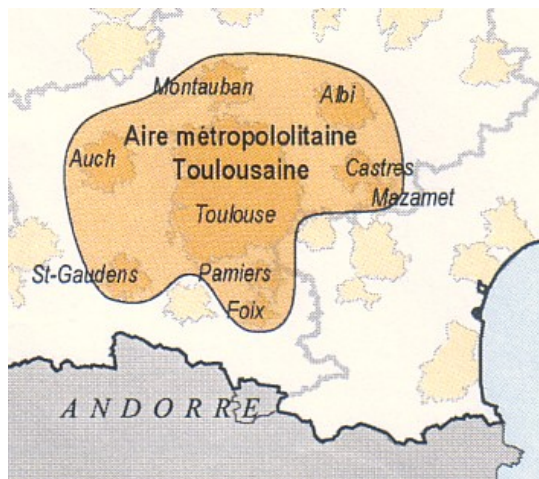 Montauban
Albi
Aire métropololitaine
Toulousaine
Auch
Castres
Mazamet
Toulouse
St-Gaudens
Pamiers
Foix
ANDORRE